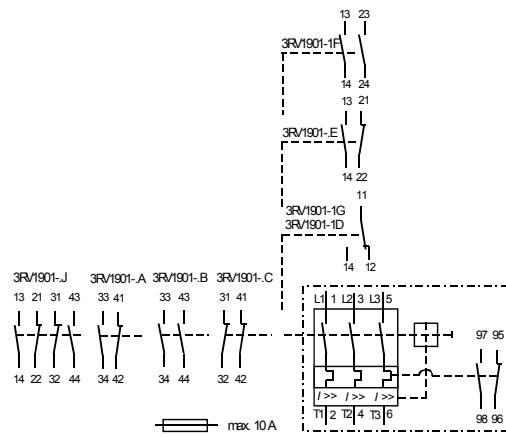 13 23
3RV1901-1F
14 24
13 21
3RV1901-.E
14 22
11
3RV1901-1G
3RV1901-1D
14 12
3RV1901-.J 3RV1901-.A 3RV1901-.B 3RV1901-.C
13 21 31 43 33 41 33 43 31 41
14 22 32 44 34 42 34 44 32 42
L1 1 L2 3 L3 5
97 95
I >> I >> I >>
T1 2 T2 4 T3 6
98 96
max. 10 A